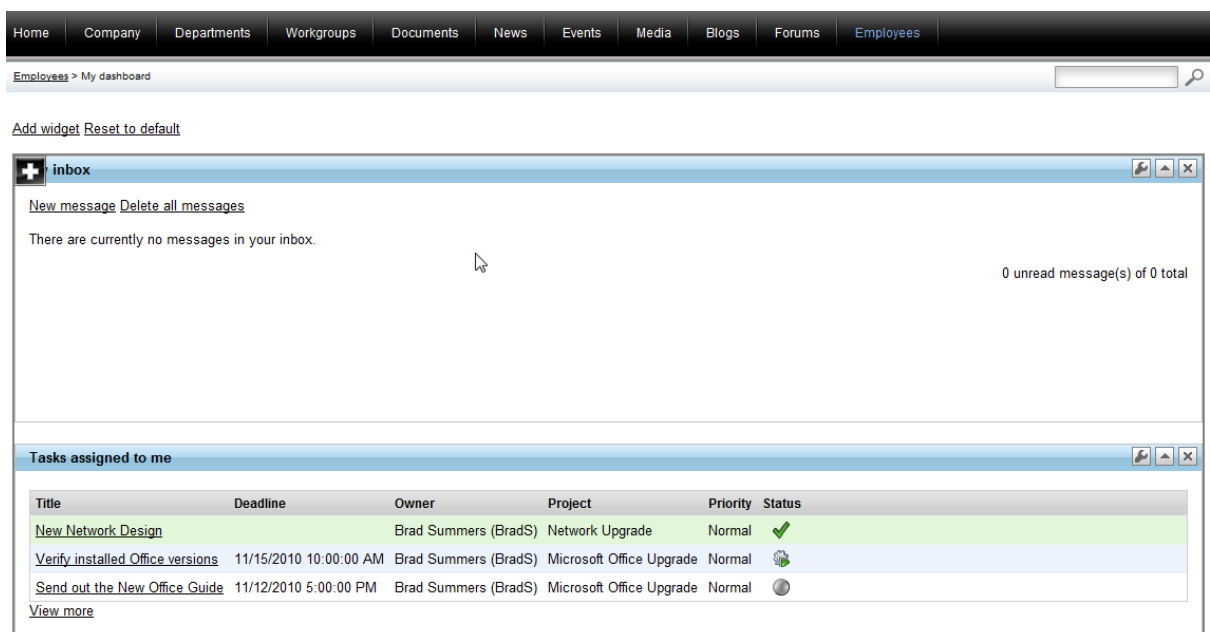 Home Company Departments Workgroups Documents News Events Media Blogs Forums Employees
Employees > My dashboard
Add widget Reset to default
inbox
New message Delete all messages
There are currently no messages in your inbox.
0 unread message(s) of 0 total
Tasks assigned to me
Title Deadline Owner Project Priority Status
New Network Design Brad Summers (BradS) Network Upgrade Normal
Verify installed Office versions 11/15/2010 10:00:00 AM Brad Summers (BradS) Microsoft Office Upgrade Normal
Send out the New Office Guide 11/12/2010 5:00:00 PM Brad Summers (BradS) Microsoft Office Upgrade Normal
View more